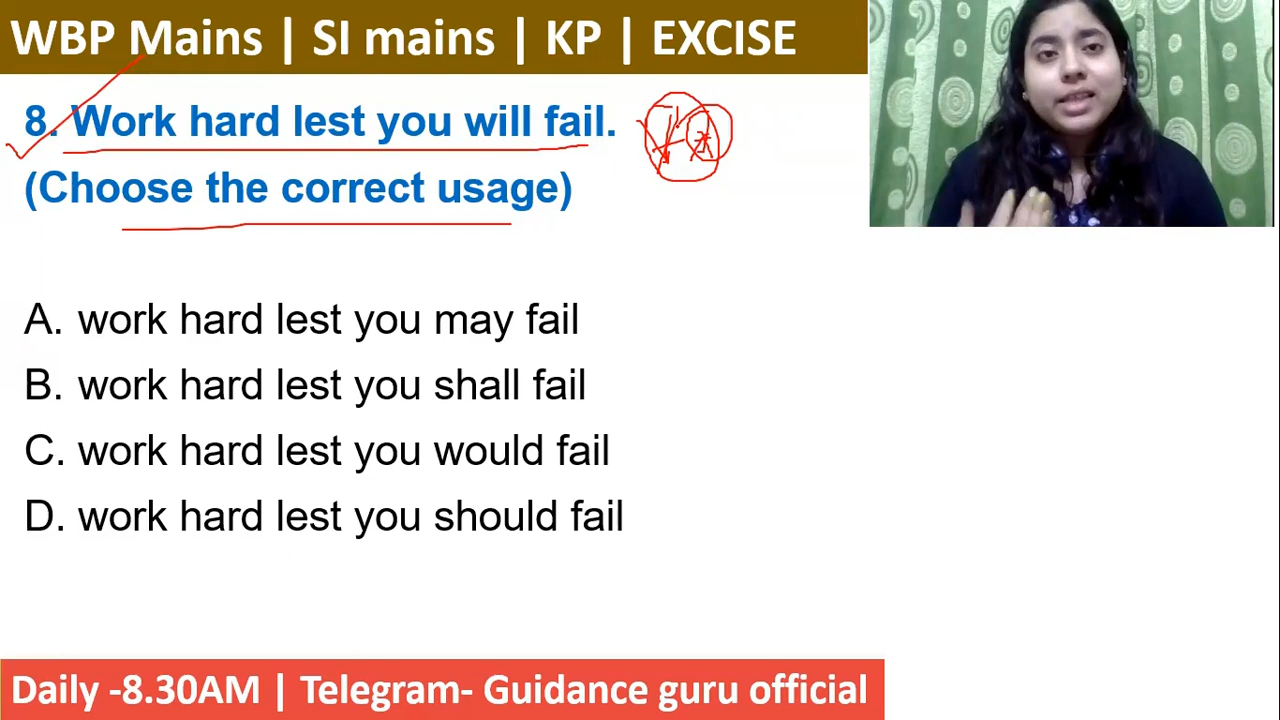 WBP Mains | SI mains | KP | EXCISE
8. Work hard lest you will fail.
(Choose the correct usage)
A. work hard lest you may fail
B. work hard lest you shall fail
C. work hard lest you would fail
D. work hard lest you should fail
Daily -8.30AM | Telegram- Guidance guru official